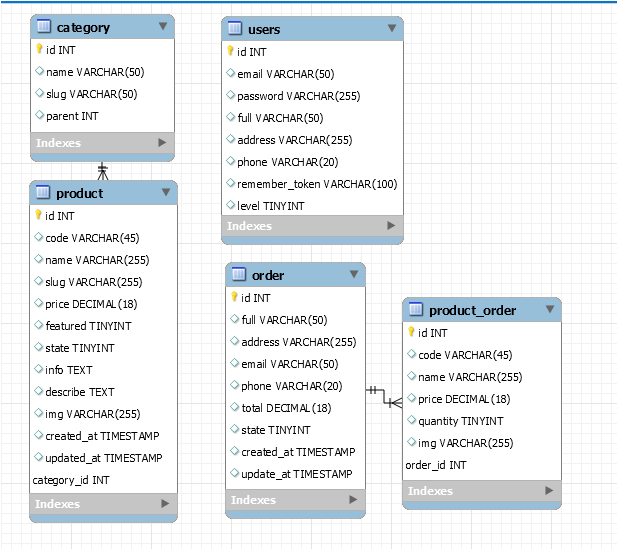 category
id INT
name VARCHAR(50)
slug VARCHAR(50)
parent INT
Indexes
product
id INT
code VARCHAR(45)
name VARCHAR(255)
slug VARCHAR(255)
price DECIMAL(18)
featured TINYINT
state TINYINT
info TEXT
describe TEXT
img VARCHAR(255)
created_at TIMESTAMP
updated_at TIMESTAMP
category_id INT
Indexes
users
id INT
email VARCHAR(50)
password VARCHAR(255)
full VARCHAR(50)
address VARCHAR(255)
phone VARCHAR(20)
remember_token VARCHAR(100)
level TINYINT
Indexes
order
id INT
full VARCHAR(50)
address VARCHAR(255)
email VARCHAR(50)
phone VARCHAR(20)
total DECIMAL(18)
state TINYINT
created_at TIMESTAMP
update_at TIMESTAMP
Indexes
product_order
id INT
code VARCHAR(45)
name VARCHAR(255)
price DECIMAL(18)
quantity TINYINT
img VARCHAR(255)
order_id INT
Indexes